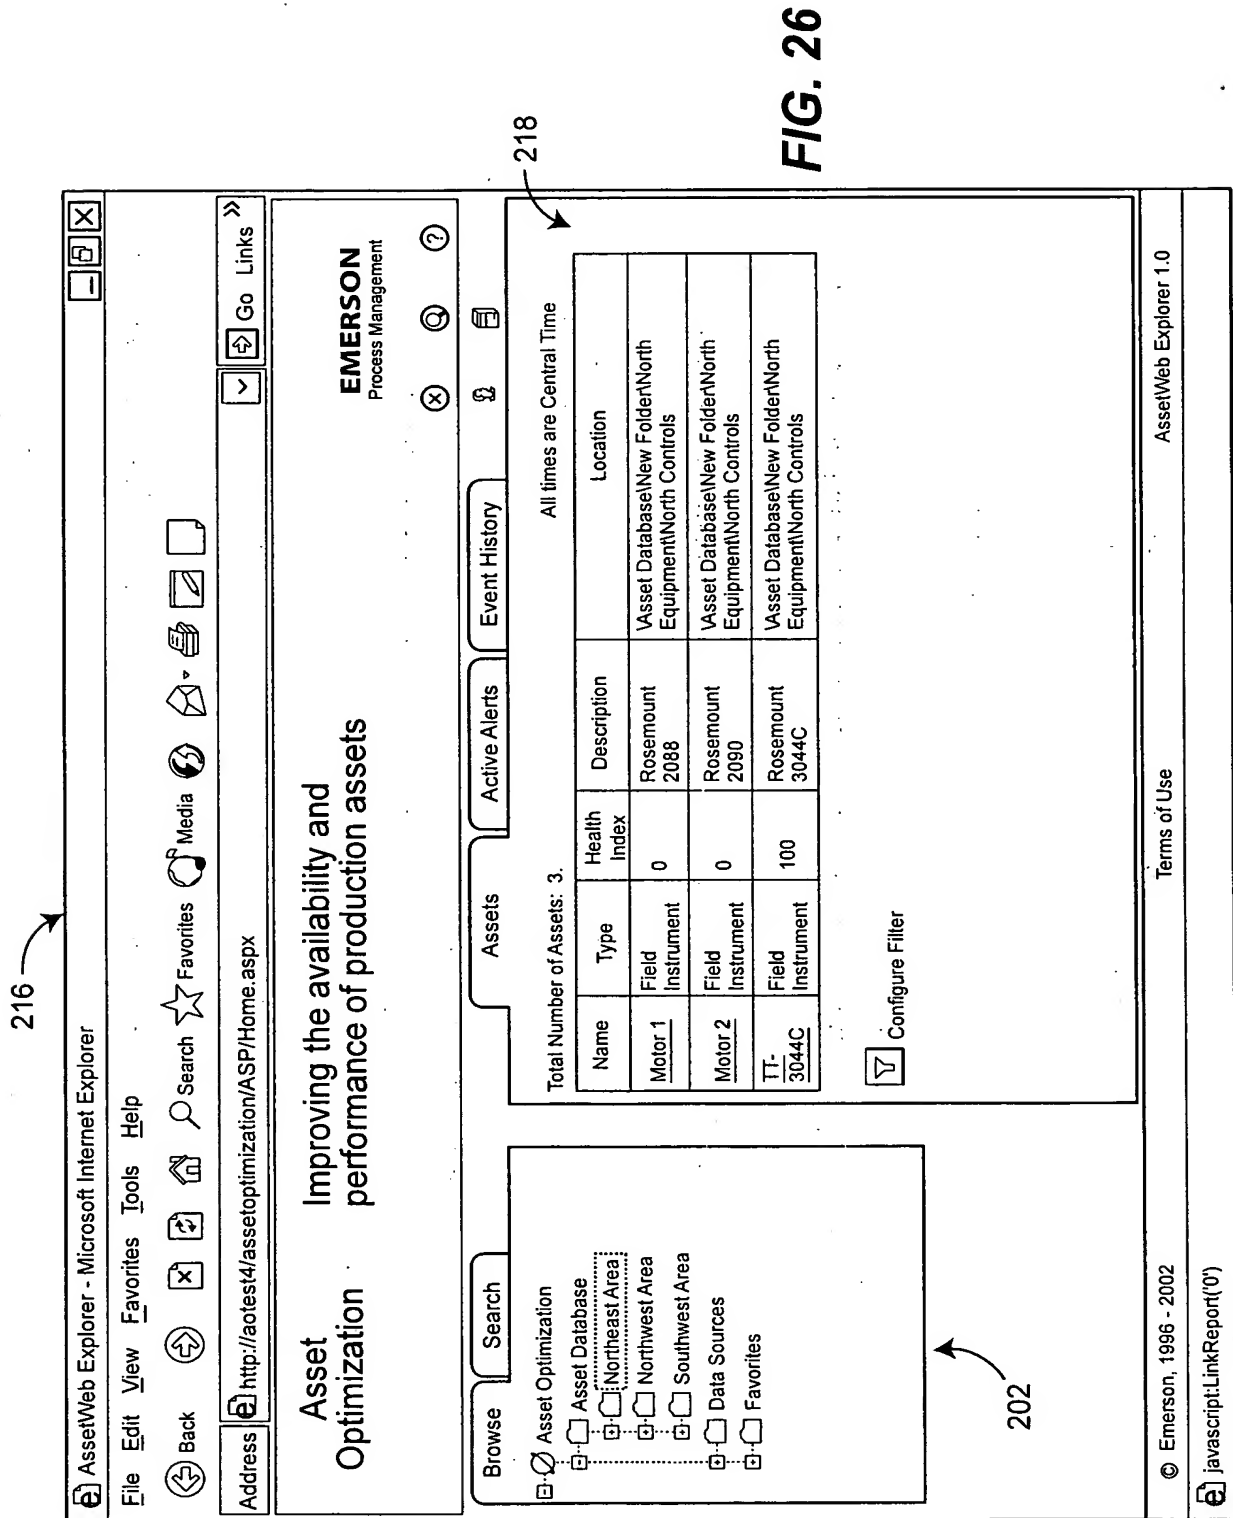 216
AssetWeb Explorer - Microsoft Internet Explorer
File Edit View Favorites Tools Help
Back Search Favorites Media
Address http://aotest4/assetoptimization/ASP/Home.aspx Go Links »
Asset
Optimization
Improving the availability and
performance of production assets
EMERSON
Process Management
Browse Search
Asset Optimization
Asset Database
Northeast Area
Northwest Area
Southwest Area
Data Sources
Favorites
202
Assets Active Alerts Event History
218
Total Number of Assets: 3. All times are Central Time
Name Type Health Index Description Location
Motor 1 Field Instrument 0 Rosemount 2088 \Asset Database\New Folder\North Equipment\North Controls
Motor 2 Field Instrument 0 Rosemount 2090 \Asset Database\New Folder\North Equipment\North Controls
TT-3044C Field Instrument 100 Rosemount 3044C \Asset Database\New Folder\North Equipment\North Controls
Configure Filter
© Emerson, 1996 - 2002 Terms of Use AssetWeb Explorer 1.0
javascript:LinkReport('0')
FIG. 26